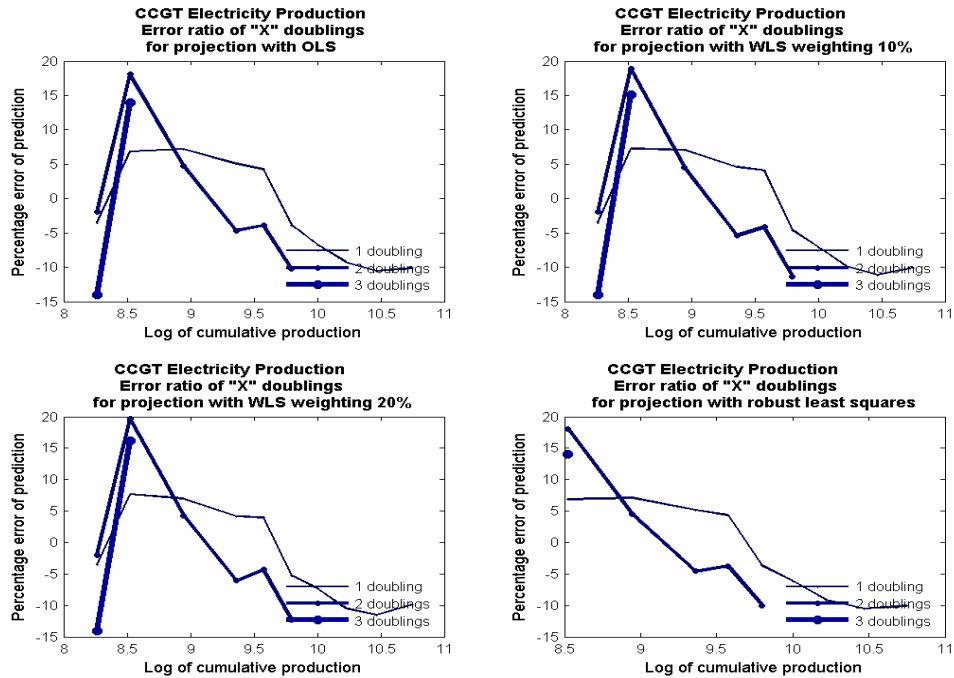 CCGT Electricity Production
Error ratio of "X" doublings
for projection with OLS
Percentage error of prediction
20
15
10
5
0
-5
-10
-15
1 doubling
2 doublings
3 doublings
8
8.5
9
9.5
10
10.5
11
Log of cumulative production
CCGT Electricity Production
Error ratio of "X" doublings
for projection with WLS weighting 10%
Percentage error of prediction
20
15
10
5
0
-5
-10
-15
1 doubling
2 doublings
3 doublings
8
8.5
9
9.5
10
10.5
11
Log of cumulative production
CCGT Electricity Production
Error ratio of "X" doublings
for projection with WLS weighting 20%
Percentage error of prediction
20
15
10
5
0
-5
-10
-15
1 doubling
2 doublings
3 doublings
8
8.5
9
9.5
10
10.5
11
Log of cumulative production
CCGT Electricity Production
Error ratio of "X" doublings
for projection with robust least squares
Percentage error of prediction
20
15
10
5
0
-5
-10
-15
1 doubling
2 doublings
3 doublings
8.5
9
9.5
10
10.5
11
Log of cumulative production